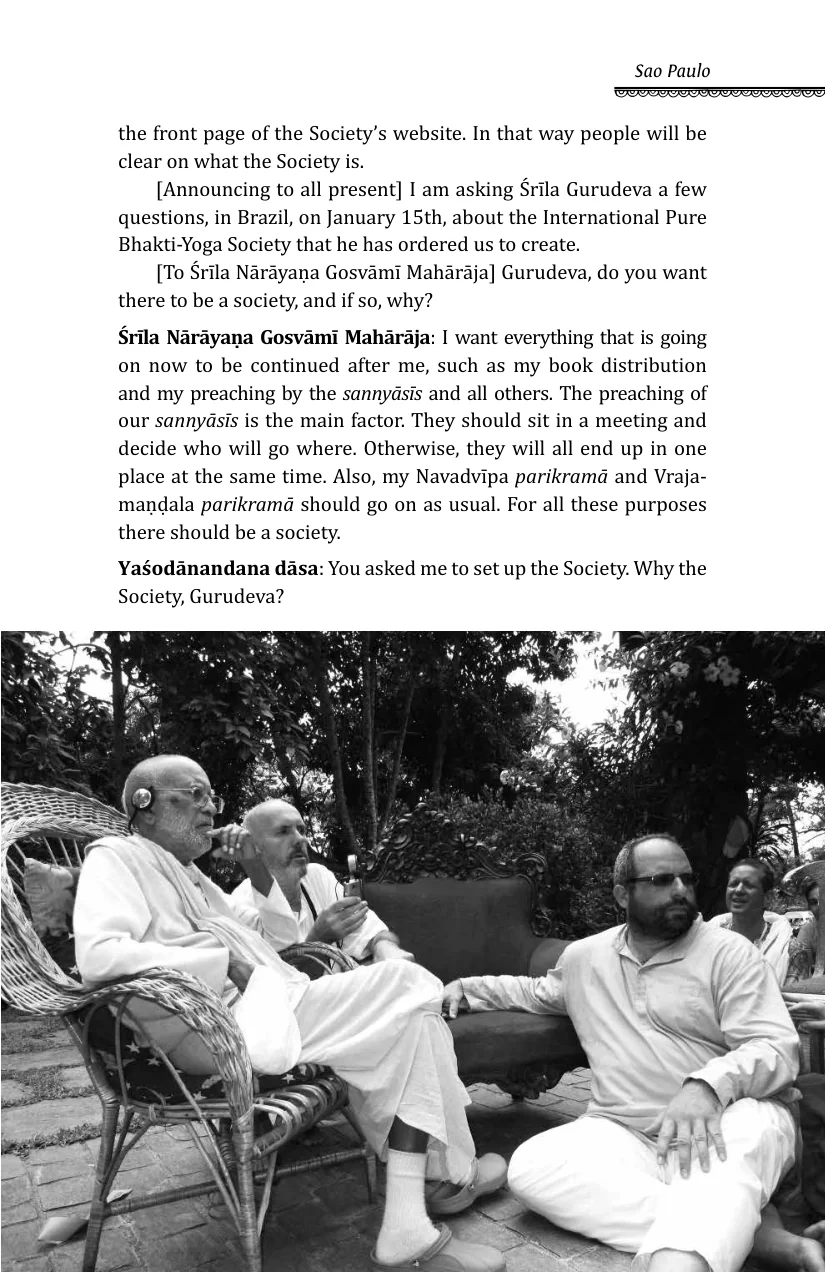 Sao Paulo
the front page of the Society’s website. In that way people will be
clear on what the Society is.
[Announcing to all present] I am asking Śrīla Gurudeva a few
questions, in Brazil, on January 15th, about the International Pure
Bhakti-Yoga Society that he has ordered us to create.
[To Śrīla Nārāyaṇa Gosvāmī Mahārāja] Gurudeva, do you want
there to be a society, and if so, why?
Śrīla Nārāyaṇa Gosvāmī Mahārāja: I want everything that is going
on now to be continued after me, such as my book distribution
and my preaching by the sannyāsīs and all others. The preaching of
our sannyāsīs is the main factor. They should sit in a meeting and
decide who will go where. Otherwise, they will all end up in one
place at the same time. Also, my Navadvīpa parikramā and Vraja-
maṇḍala parikramā should go on as usual. For all these purposes
there should be a society.
Yaśodānandana dāsa: You asked me to set up the Society. Why the
Society, Gurudeva?